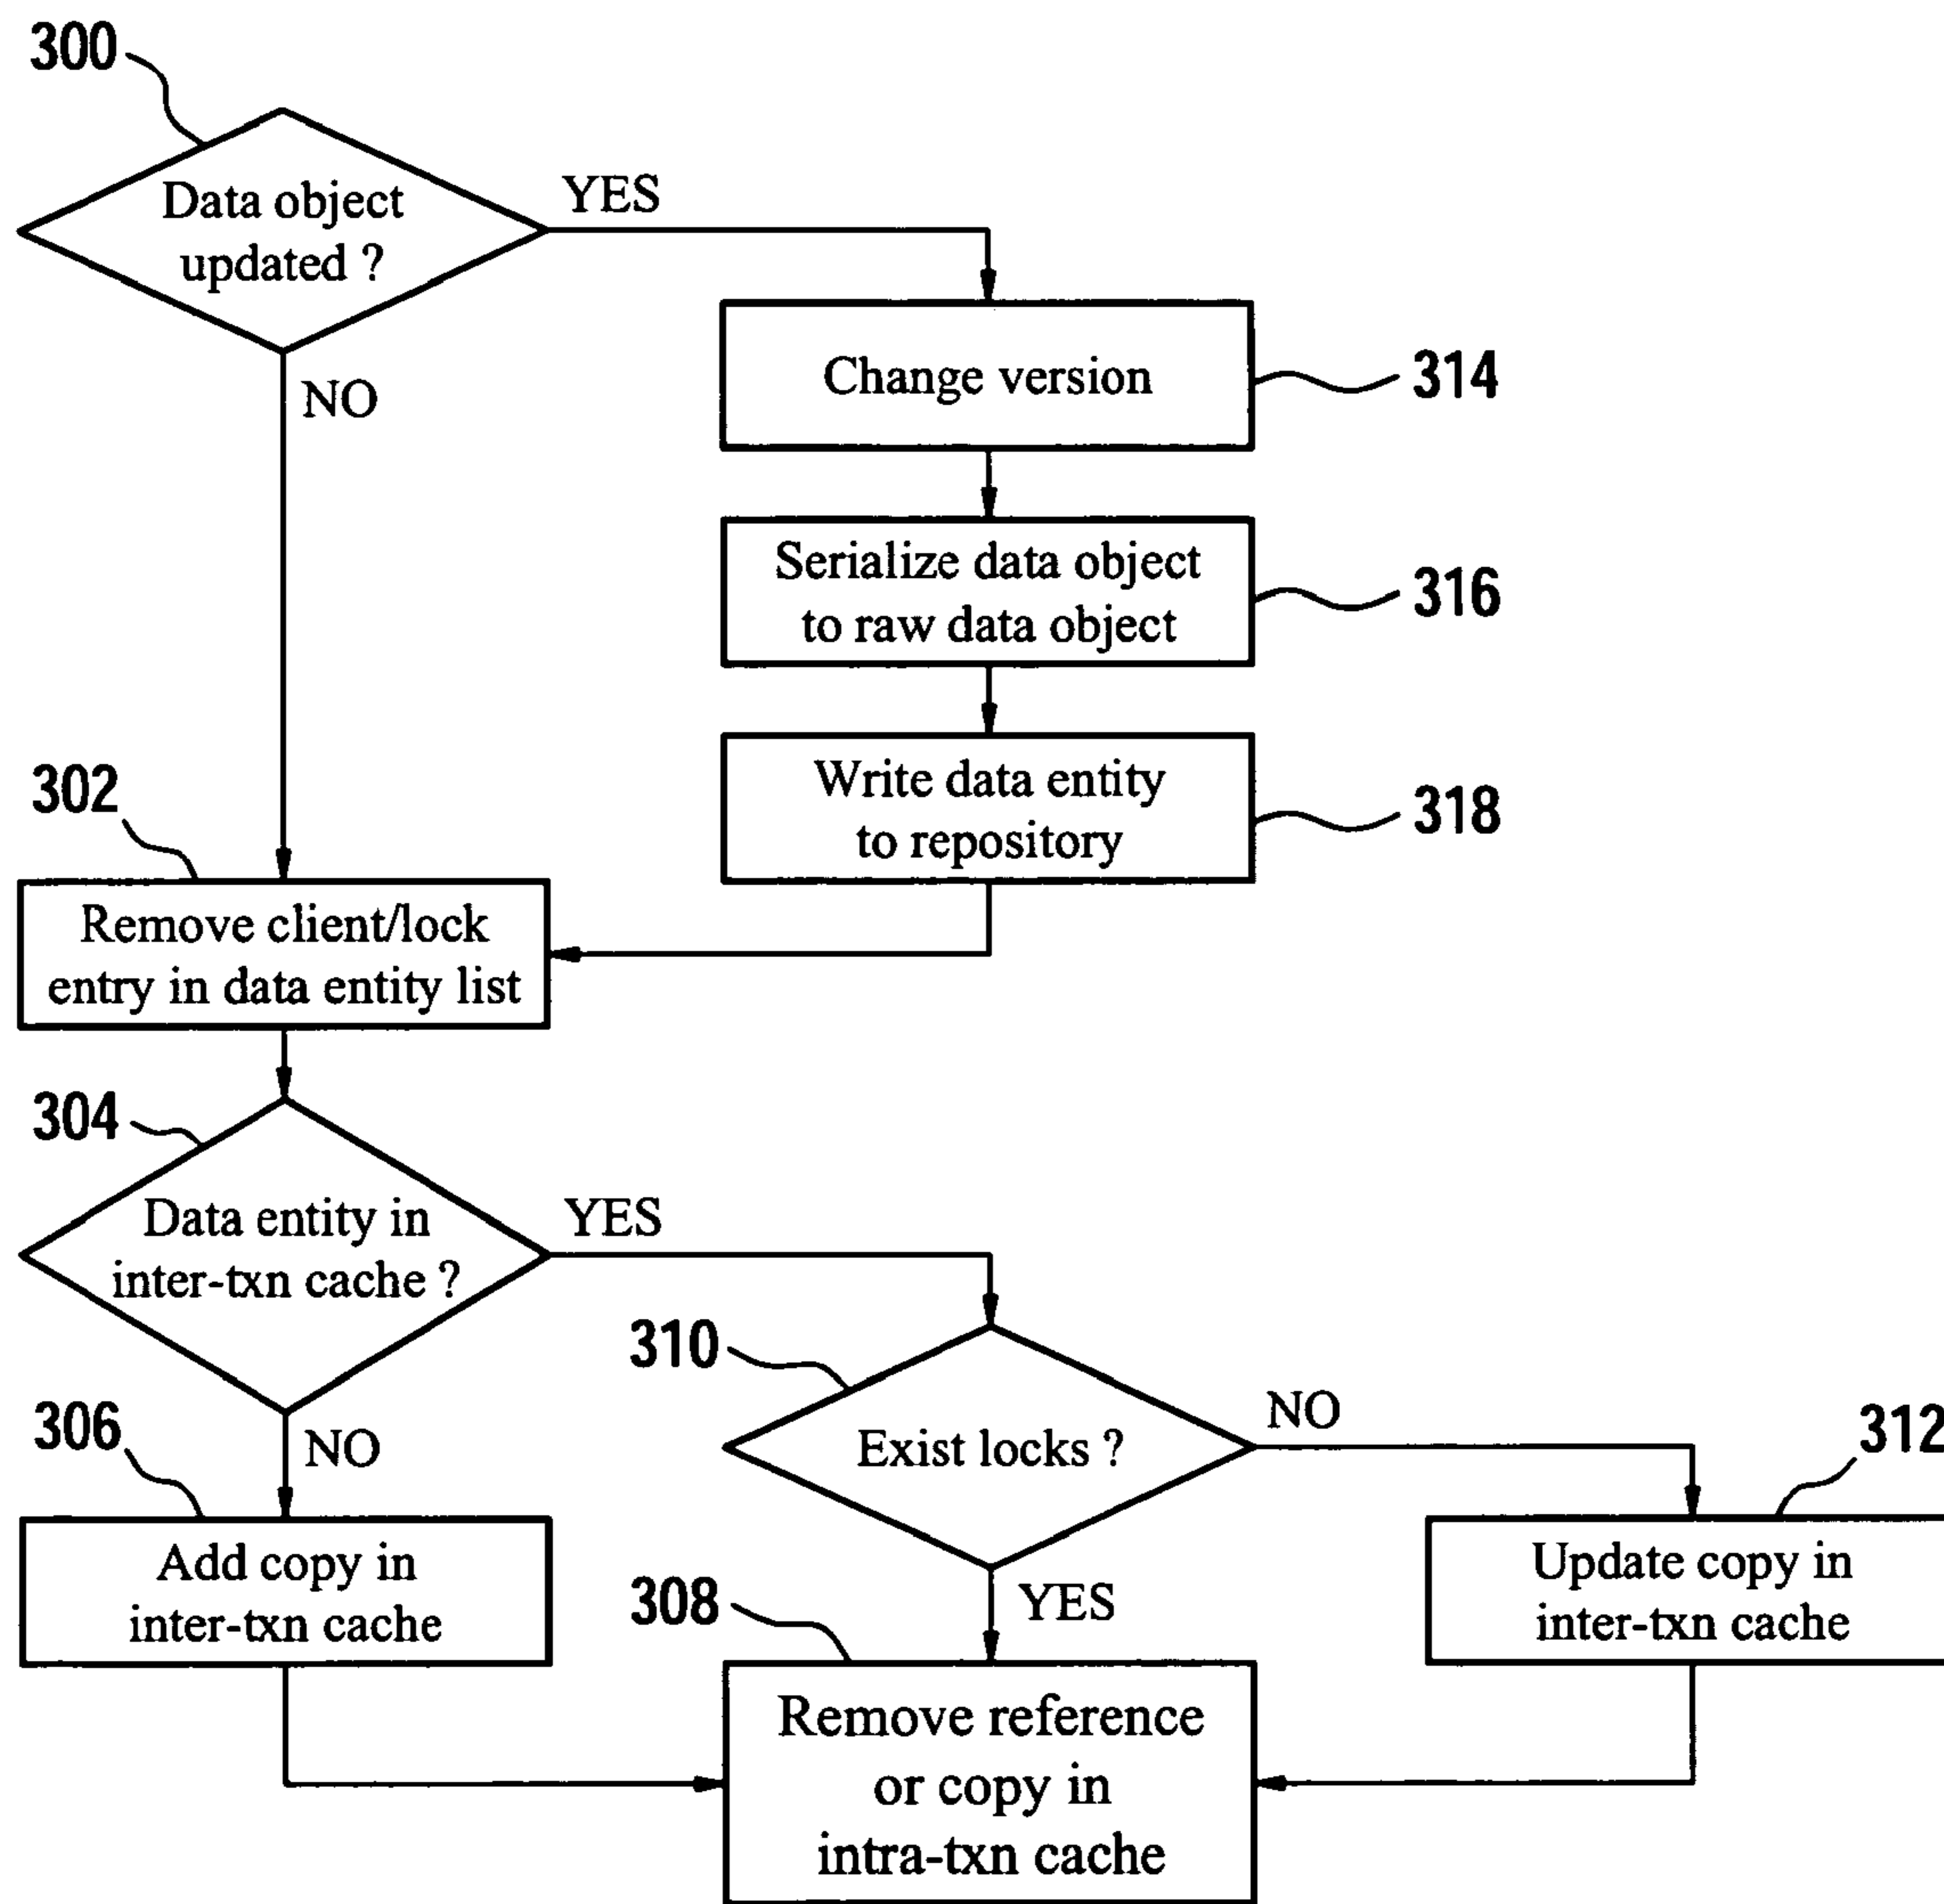 300
Data object
updated ?
YES
NO
Change version
314
Serialize data object
to raw data object
316
Write data entity
to repository
318
302
Remove client/lock
entry in data entity list
304
Data entity in
inter-txn cache ?
YES
NO
310
Exist locks ?
NO
YES
306
Add copy in
inter-txn cache
312
Update copy in
inter-txn cache
308
Remove reference
or copy in
intra-txn cache